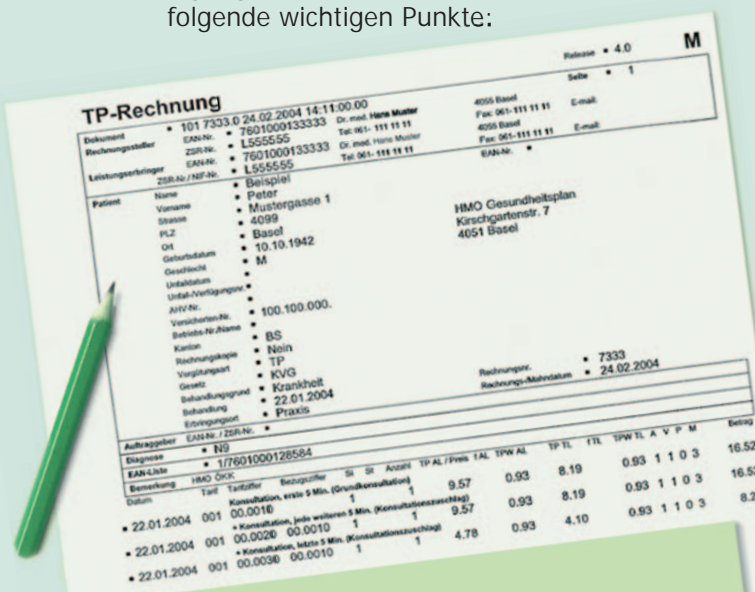 folgende wichtigen Punkte:
Release • 4.0 M
TP-Rechnung
Seite • 1
Dokument • 101 7333.0 24.02.2004 14:11:00.00
Rechnungssteller EAN-Nr. • 7601000133333 Dr. med. Hans Muster 4055 Basel
ZSR-Nr. • L555555 Tel: 061- 111 11 11 Fax: 061-111 11 11 E-mail:
Leistungserbringer EAN-Nr. • 7601000133333 Dr. med. Hans Muster 4055 Basel
ZSR-Nr./ NIF-Nr. • L555555 Tel: 061- 111 11 11 Fax: 061-111 11 11 E-mail:
Patient Name • Beispiel EAN-Nr. •
Vorname • Peter
Strasse • Mustergasse 1
PLZ • 4099 HMO Gesundheitsplan
Ort • Basel Kirschgartenstr. 7
Geburtsdatum • 10.10.1942 4051 Basel
Geschlecht • M
Unfalldatum •
Unfall-/Verfügungsnr. •
AHV-Nr. •
Versicherten-Nr. • 100.100.000.
Betriebs-Nr./Name •
Kanton • BS
Rechnungskopie • Nein
Vergütungsart • TP
Gesetz • KVG Rechnungsnr. • 7333
Behandlungsgrund • Krankheit Rechnungs-/Mahndatum • 24.02.2004
Behandlung • 22.01.2004
Erbringungsort • Praxis
Auftraggeber EAN-Nr. / ZSR-Nr. •
Diagnose • N9
EAN-Liste • 1/7601000128584
Bemerkung HMO ÖKK
Datum Tarif Tarifziffer Bezugsziffer Si St Anzahl TP AL / Preis f AL TPW AL TP TL f TL TPW TL A V P M Betrag
Konsultation, erste 5 Min. (Grundkonsultation)
• 22.01.2004 001 00.0010 1 1 9.57 0.93 8.19 0.93 1 1 0 3 16.52
• Konsultation, jede weiteren 5 Min. (Konsultationszuschlag)
• 22.01.2004 001 00.0020 00.0010 1 1 9.57 0.93 8.19 0.93 1 1 0 3 16.52
• Konsultation, letzte 5 Min. (Konsultationszuschlag)
• 22.01.2004 001 00.0030 00.0010 1 1 4.78 0.93 4.10 0.93 1 1 0 3